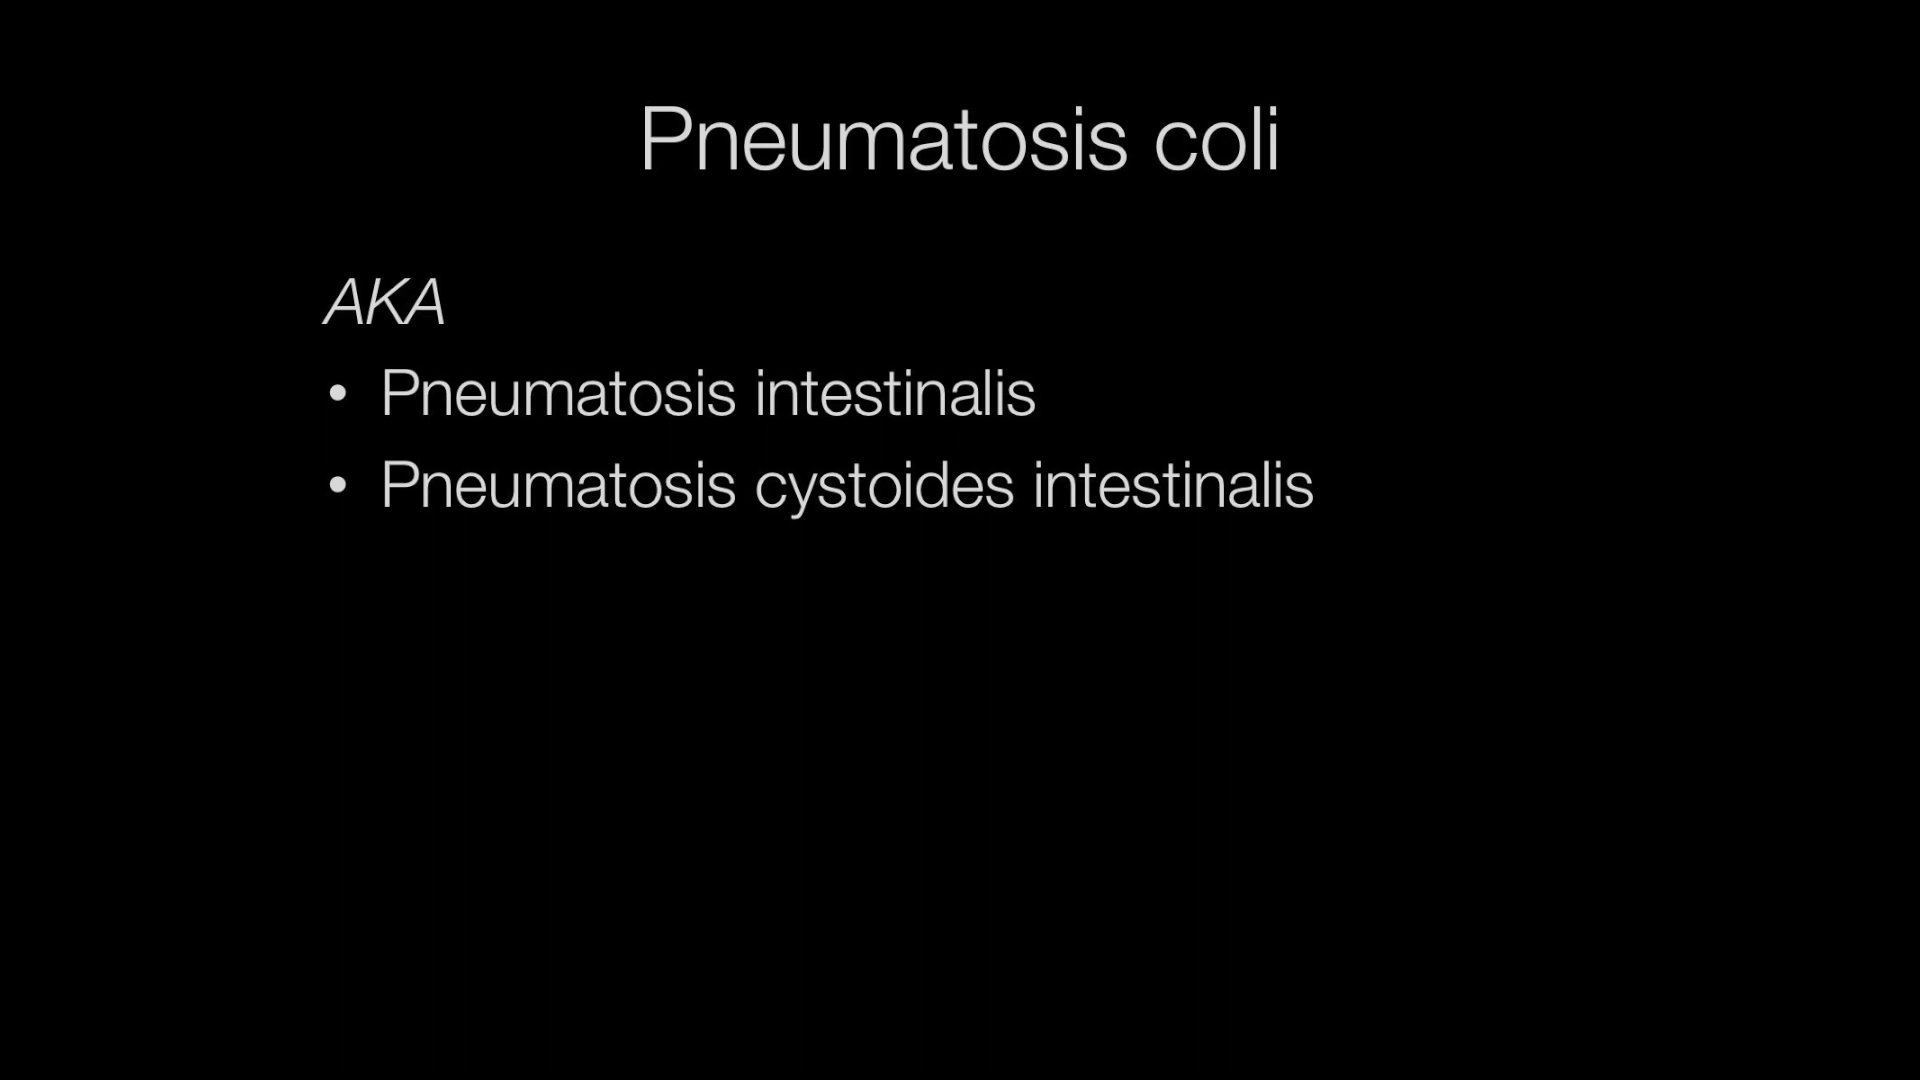 Pneumatosis coli
AKA
• Pneumatosis intestinalis
• Pneumatosis cystoides intestinalis